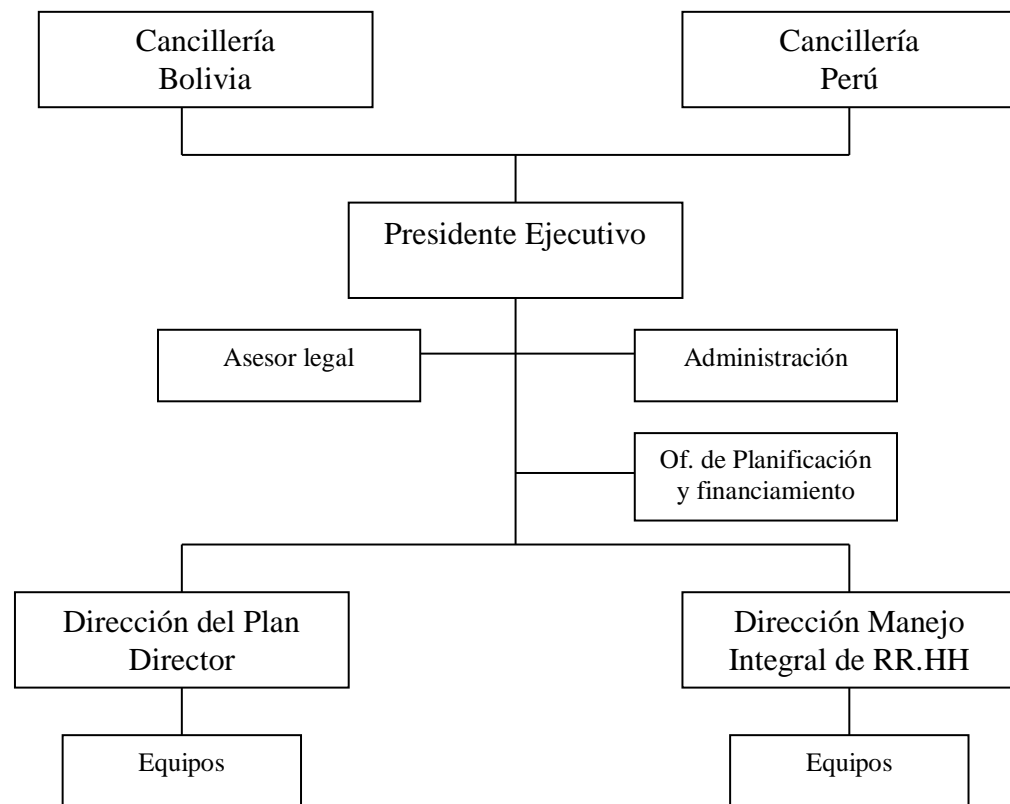 Cancillería
Bolivia
Cancillería
Perú
Presidente Ejecutivo
Asesor legal
Administración
Of. de Planificación
y financiamiento
Dirección del Plan
Director
Dirección Manejo
Integral de RR.HH
Equipos
Equipos